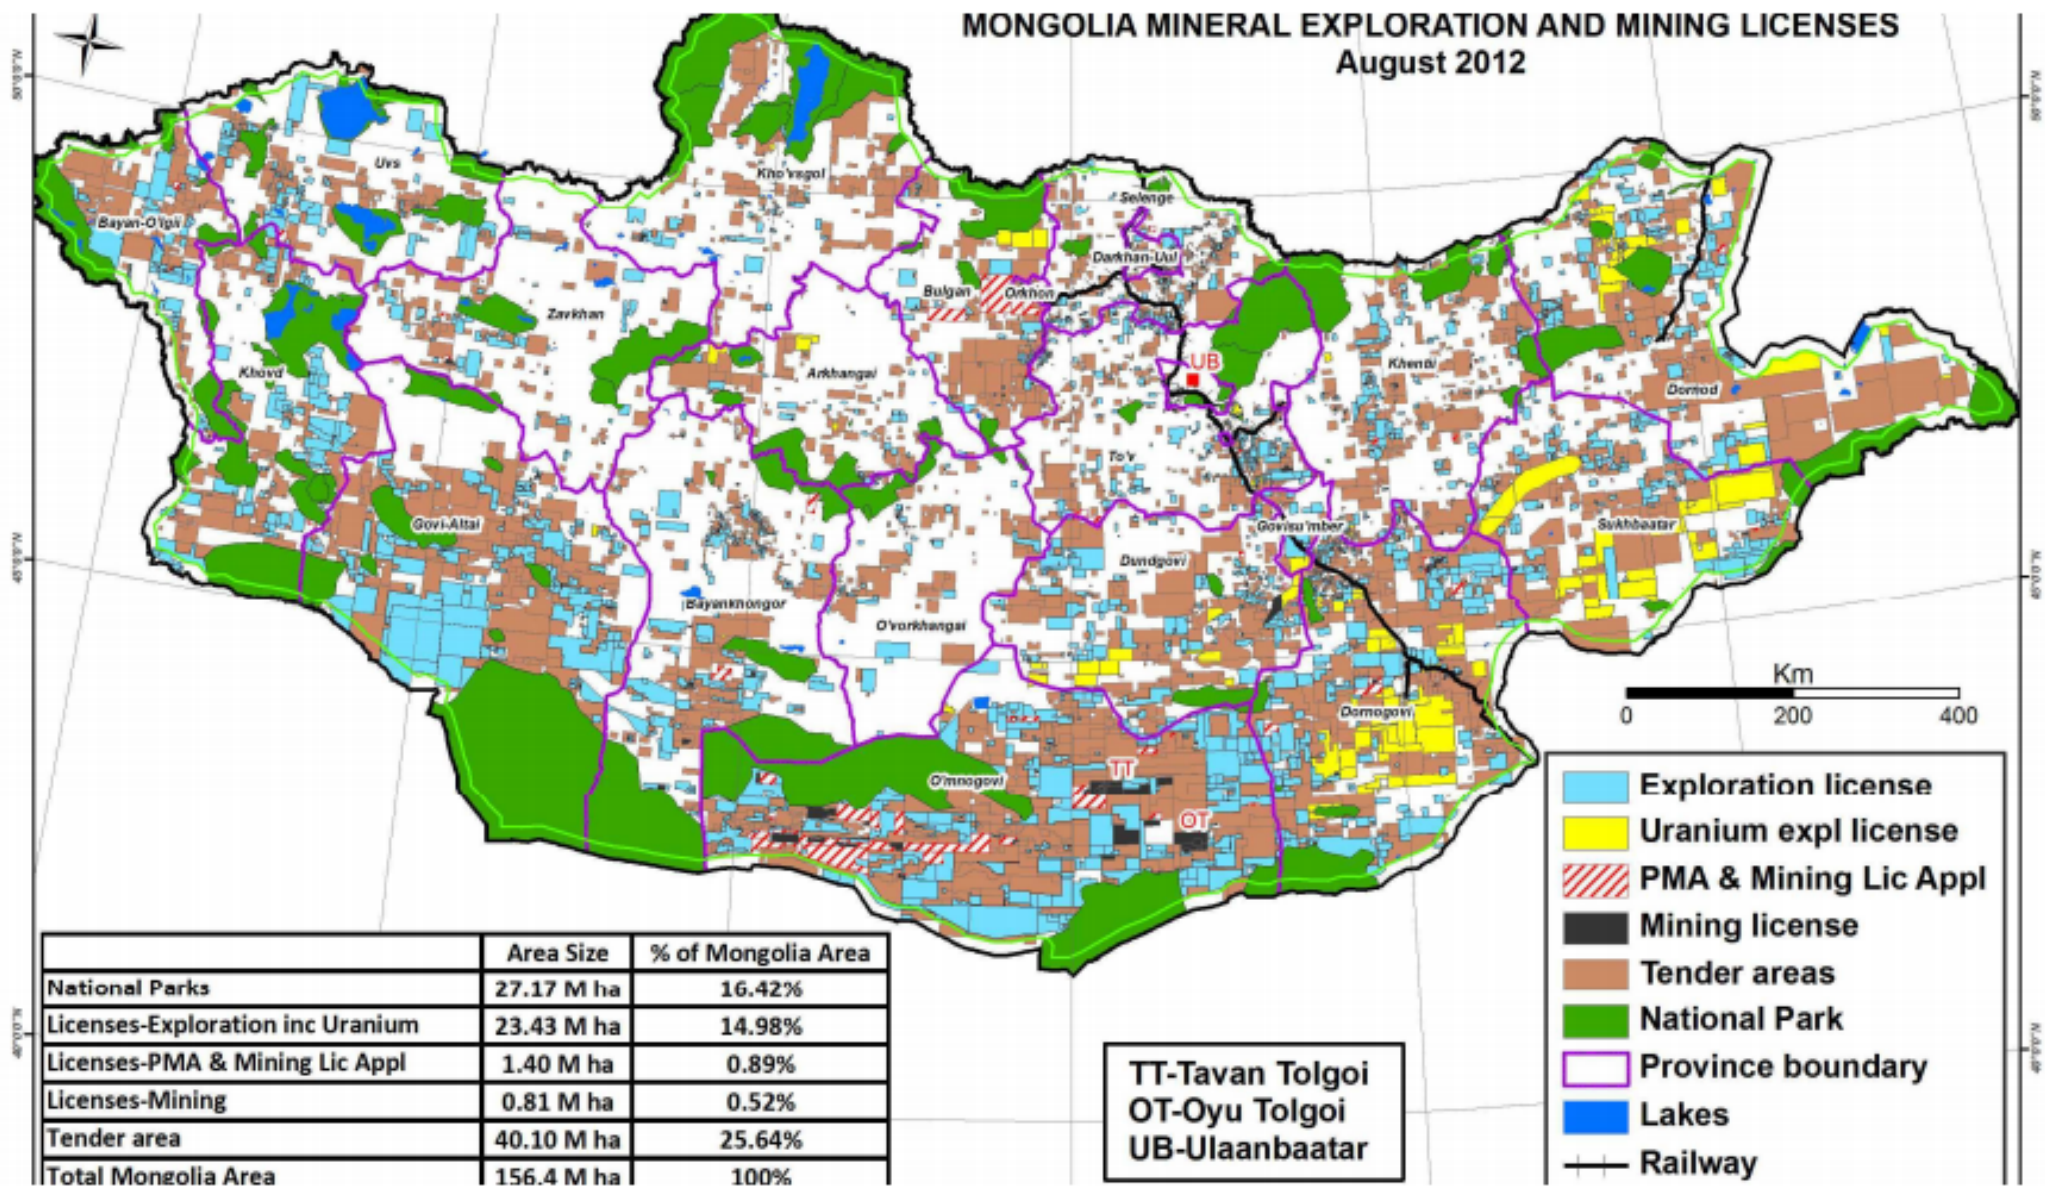 MONGOLIA MINERAL EXPLORATION AND MINING LICENSES
August 2012
Uvs
Kho'vsgol
Selenge
Bayan-O'lgii
Darkhan-Uul
Bulgan
Orkhon
Zavkhan
UB
Khovd
Arkhangai
Khenti
Dornod
To'v
Govi-Altai
Govisu'mber
Sukhbaatar
Dundgovi
Bayankhongor
O'vorkhangai
Dornogovi
O'mnogovi
TT
OT
Km
0 200 400
Exploration license
Uranium expl license
PMA & Mining Lic Appl
Mining license
Tender areas
National Park
Province boundary
Lakes
Railway
Area Size % of Mongolia Area
National Parks 27.17 M ha 16.42%
Licenses-Exploration inc Uranium 23.43 M ha 14.98%
Licenses-PMA & Mining Lic Appl 1.40 M ha 0.89%
Licenses-Mining 0.81 M ha 0.52%
Tender area 40.10 M ha 25.64%
Total Mongolia Area 156.4 M ha 100%
TT-Tavan Tolgoi
OT-Oyu Tolgoi
UB-Ulaanbaatar